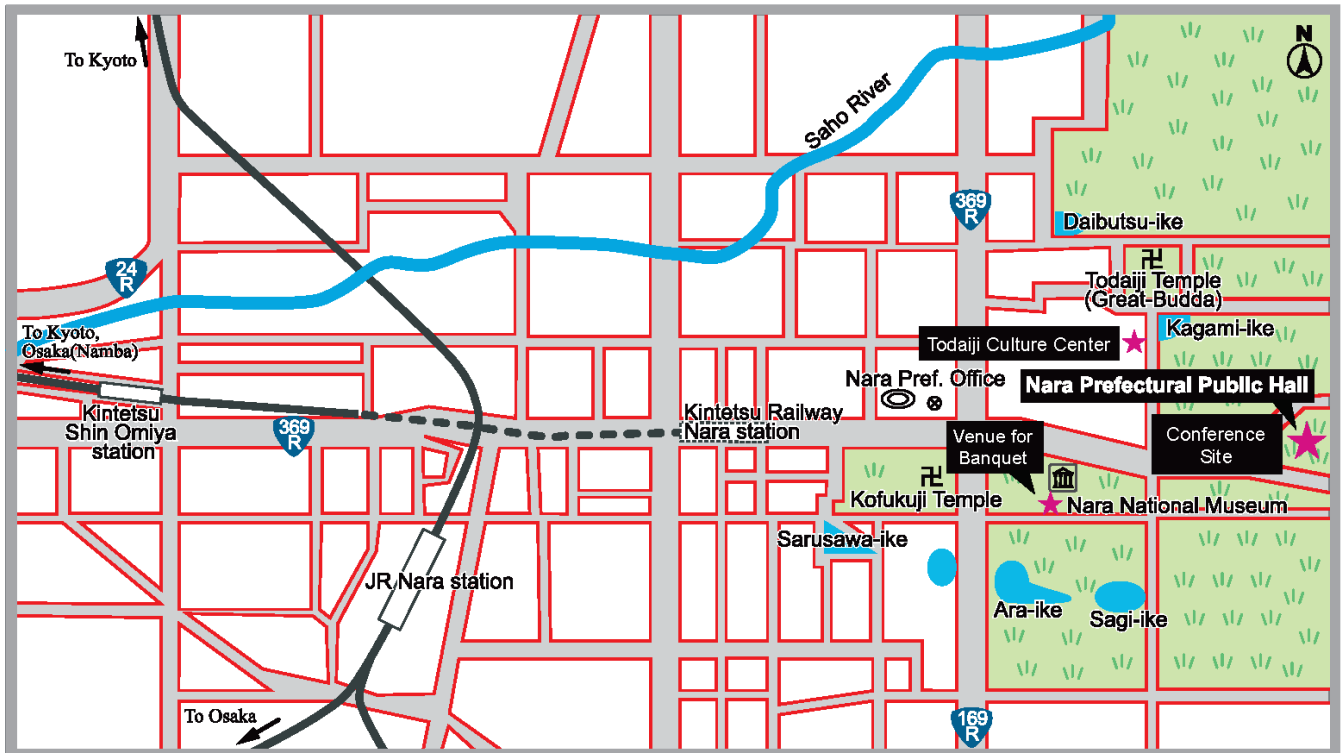 N
To Kyoto
Saho River
369
R
Daibutsu-ike
24
R
Todaiji Temple
(Great-Budda)
To Kyoto,
Osaka(Namba)
Kagami-ike
Todaiji Culture Center
Nara Pref. Office
Nara Prefectural Public Hall
Kintetsu
Shin Omiya
station
369
R
Kintetsu Railway
Nara station
Venue for
Banquet
Conference
Site
卍
卍
Kofukuji Temple
Nara National Museum
Sarusawa-ike
JR Nara station
Ara-ike
Sagi-ike
To Osaka
169
R